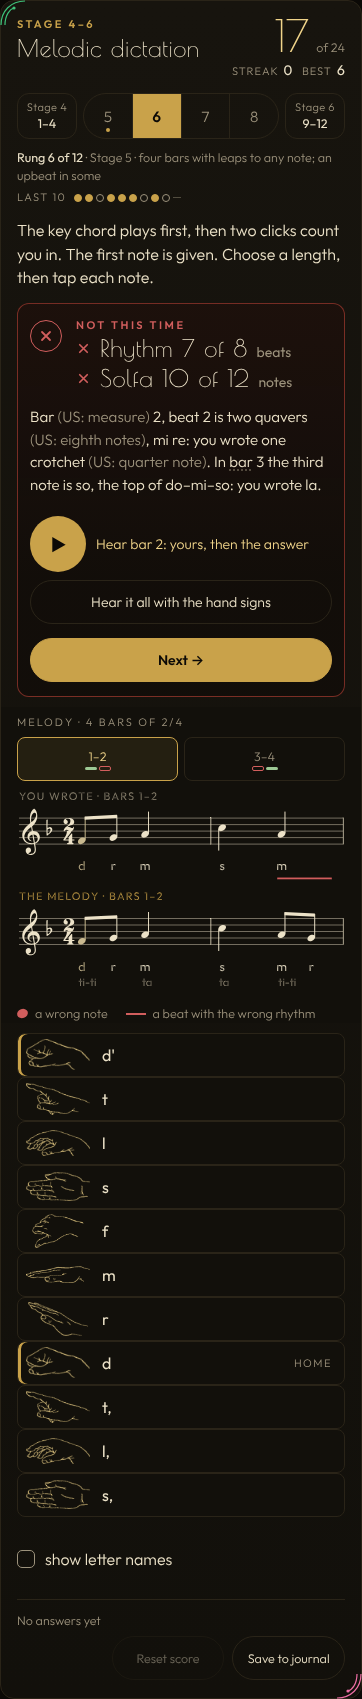 STAGE 4–6
Melodic dictation
17 of 24
STREAK 0 BEST 6
Stage 4
1–4
5
6
7
8
Stage 6
9–12
Rung 6 of 12 · Stage 5 · four bars with leaps to any note; an
upbeat in some
LAST 10
The key chord plays first, then two clicks count
you in. The first note is given. Choose a length,
then tap each note.
NOT THIS TIME
× Rhythm 7 of 8 beats
× Solfa 10 of 12 notes
Bar (US: measure) 2, beat 2 is two quavers
(US: eighth notes), mi re: you wrote one
crotchet (US: quarter note). In bar 3 the third
note is so, the top of do–mi–so: you wrote la.
Hear bar 2: yours, then the answer
Hear it all with the hand signs
Next →
MELODY · 4 BARS OF 2/4
1–2
3–4
YOU WROTE · BARS 1–2
2
4
d r m s m
THE MELODY · BARS 1–2
2
4
d r m s m r
ti-ti ta ta ti-ti
a wrong note
a beat with the wrong rhythm
d'
t
l
s
f
m
r
d HOME
t,
l,
s,
show letter names
No answers yet
Reset score
Save to journal